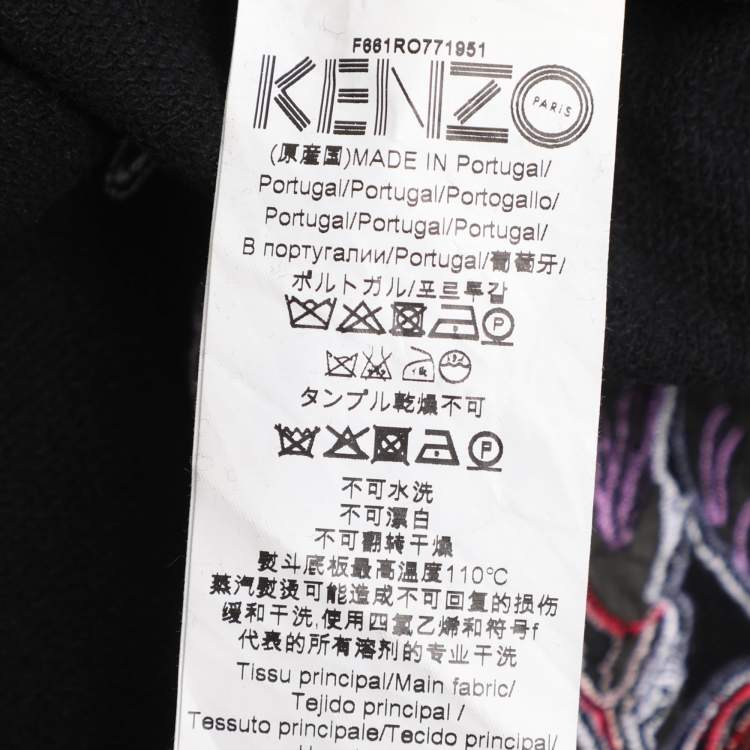 F661RO771951
KENZO PARIS
(原産国)MADE IN Portugal/
Portugal/Portugal/Portogallo/
Portugal/Portugal/Portugal/
В португалии/Portugal/葡萄牙/
ポルトガル/포르투갈
P
タンブル乾燥不可
P
不可水洗
不可漂白
不可翻转干燥
熨斗底板最高温度110°C
蒸汽熨烫可能造成不可回复的损伤
缓和干洗,使用四氯乙烯和符号f
代表的所有溶剂的专业干洗
Tissu principal/Main fabric/
Tejido principal /
Tessuto principale/Tecido principal/